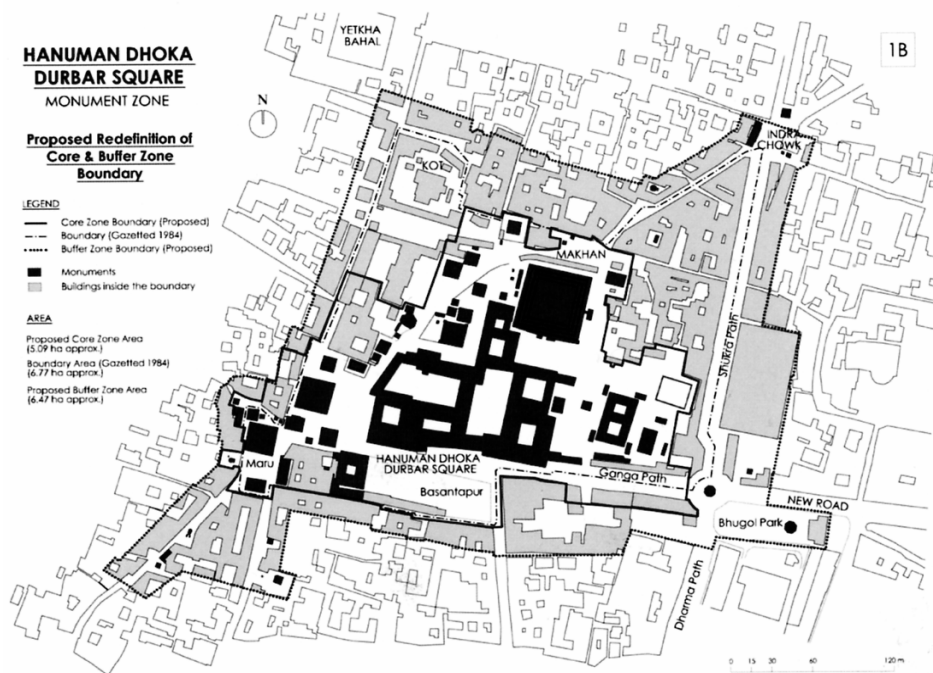 HANUMAN DHOKA
DURBAR SQUARE
MONUMENT ZONE
Proposed Redefinition of
Core & Buffer Zone
Boundary
LEGEND
Core Zone Boundary (Proposed)
Boundary (Gazetted 1984)
Buffer Zone Boundary (Proposed)
Monuments
Buildings inside the boundary
AREA
Proposed Core Zone Area
(5.09 ha approx.)
Boundary Area (Gazetted 1984)
(6.77 ha approx.)
Proposed Buffer Zone Area
(6.47 ha approx.)
YETKHA
BAHAL
1B
N
INDRA
CHOWK
KOT
MAKHAN
Shukra Path
HANUMAN DHOKA
DURBAR SQUARE
Maru
Basantapur
Ganga Path
NEW ROAD
Bhugol Park
Dharma Path
0 15 30 60 120 m